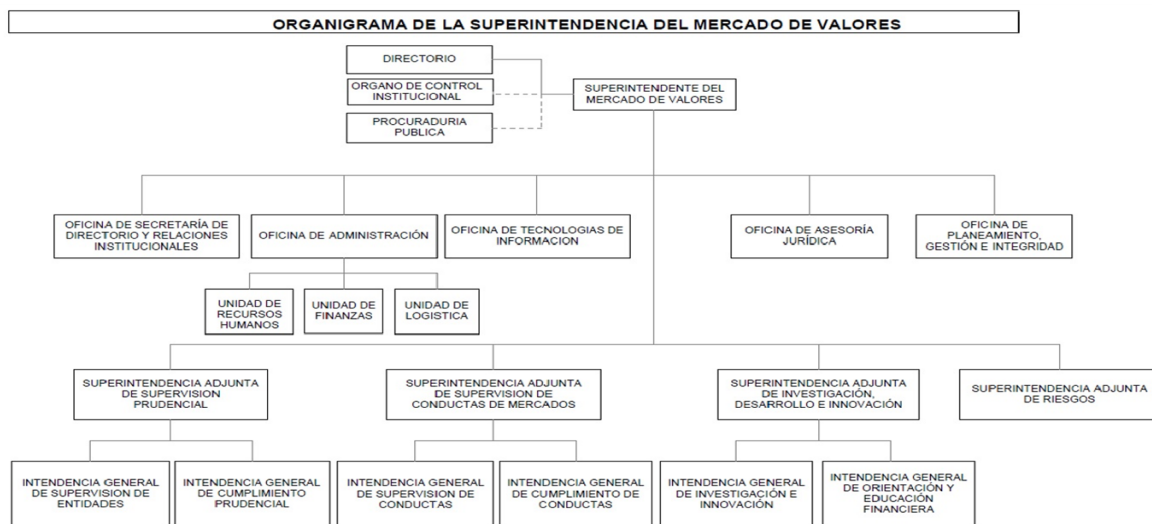 ORGANIGRAMA DE LA SUPERINTENDENCIA DEL MERCADO DE VALORES
DIRECTORIO
ORGANO DE CONTROL
INSTITUCIONAL
PROCURADURIA
PUBLICA
SUPERINTENDENTE DEL
MERCADO DE VALORES
OFICINA DE SECRETARÍA DE
DIRECTORIO Y RELACIONES
INSTITUCIONALES
OFICINA DE ADMINISTRACIÓN
OFICINA DE TECNOLOGIAS DE
INFORMACION
OFICINA DE ASESORÍA
JURÍDICA
OFICINA DE
PLANEAMIENTO,
GESTIÓN E INTEGRIDAD
UNIDAD DE
RECURSOS
HUMANOS
UNIDAD DE
FINANZAS
UNIDAD DE
LOGISTICA
SUPERINTENDENCIA ADJUNTA
DE SUPERVISION
PRUDENCIAL
SUPERINTENDENCIA ADJUNTA
DE SUPERVISION DE
CONDUCTAS DE MERCADOS
SUPERINTENDENCIA ADJUNTA
DE INVESTIGACIÓN,
DESARROLLO E INNOVACIÓN
SUPERINTENDENCIA ADJUNTA
DE RIESGOS
INTENDENCIA GENERAL
DE SUPERVISION DE
ENTIDADES
INTENDENCIA GENERAL
DE CUMPLIMIENTO
PRUDENCIAL
INTENDENCIA GENERAL
DE SUPERVISION DE
CONDUCTAS
INTENDENCIA GENERAL
DE CUMPLIMIENTO DE
CONDUCTAS
INTENDENCIA GENERAL
DE INVESTIGACIÓN E
INNOVACIÓN
INTENDENCIA GENERAL
DE ORIENTACIÓN Y
EDUCACIÓN
FINANCIERA